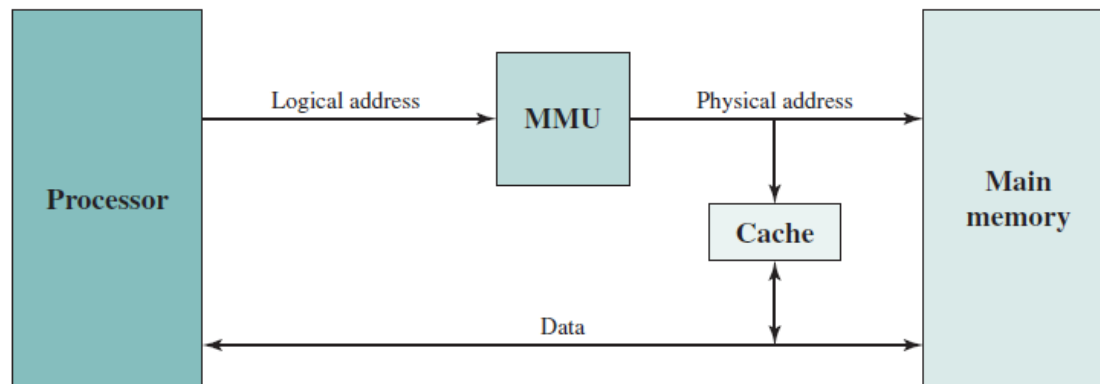 Logical address
Physical address
MMU
Processor
Main
memory
Cache
Data